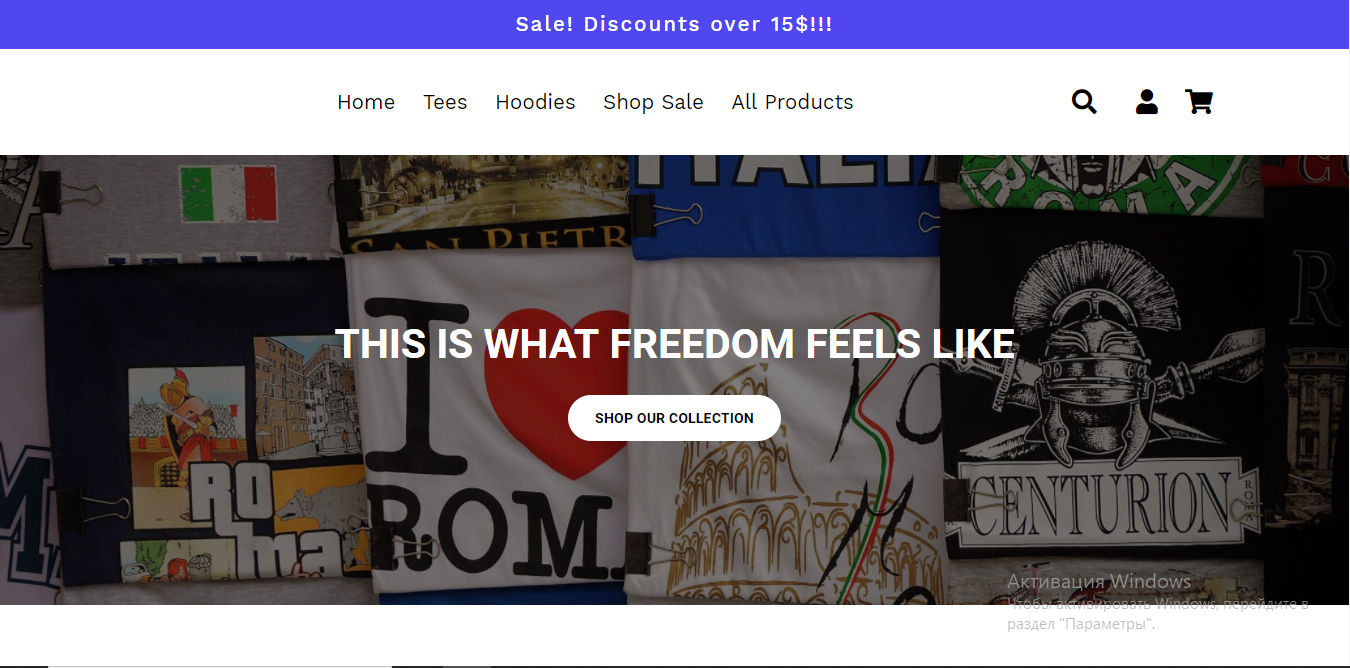 Sale! Discounts over 15$!!!
Home Tees Hoodies Shop Sale All Products
SAN PIETR
ITALIA
ROMA
THIS IS WHAT FREEDOM FEELS LIKE
SHOP OUR COLLECTION
I
ROM
RO
Ma
CENTURION
ROMA
Активация Windows
Чтобы активировать Windows, перейдите в
раздел "Параметры".